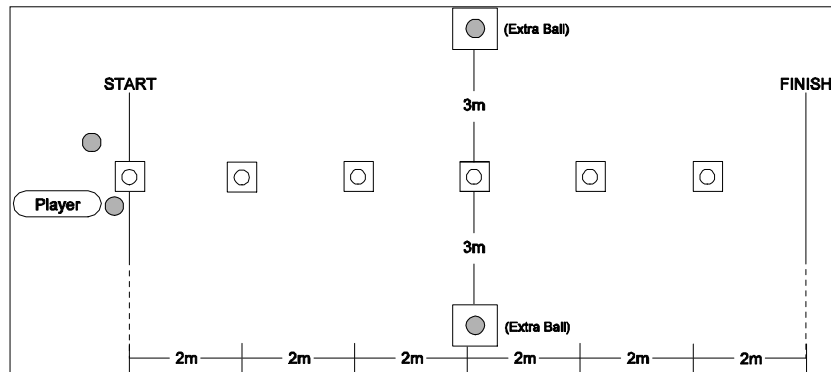 (Extra Ball)
START
FINISH
3m
Player
3m
(Extra Ball)
2m
2m
2m
2m
2m
2m